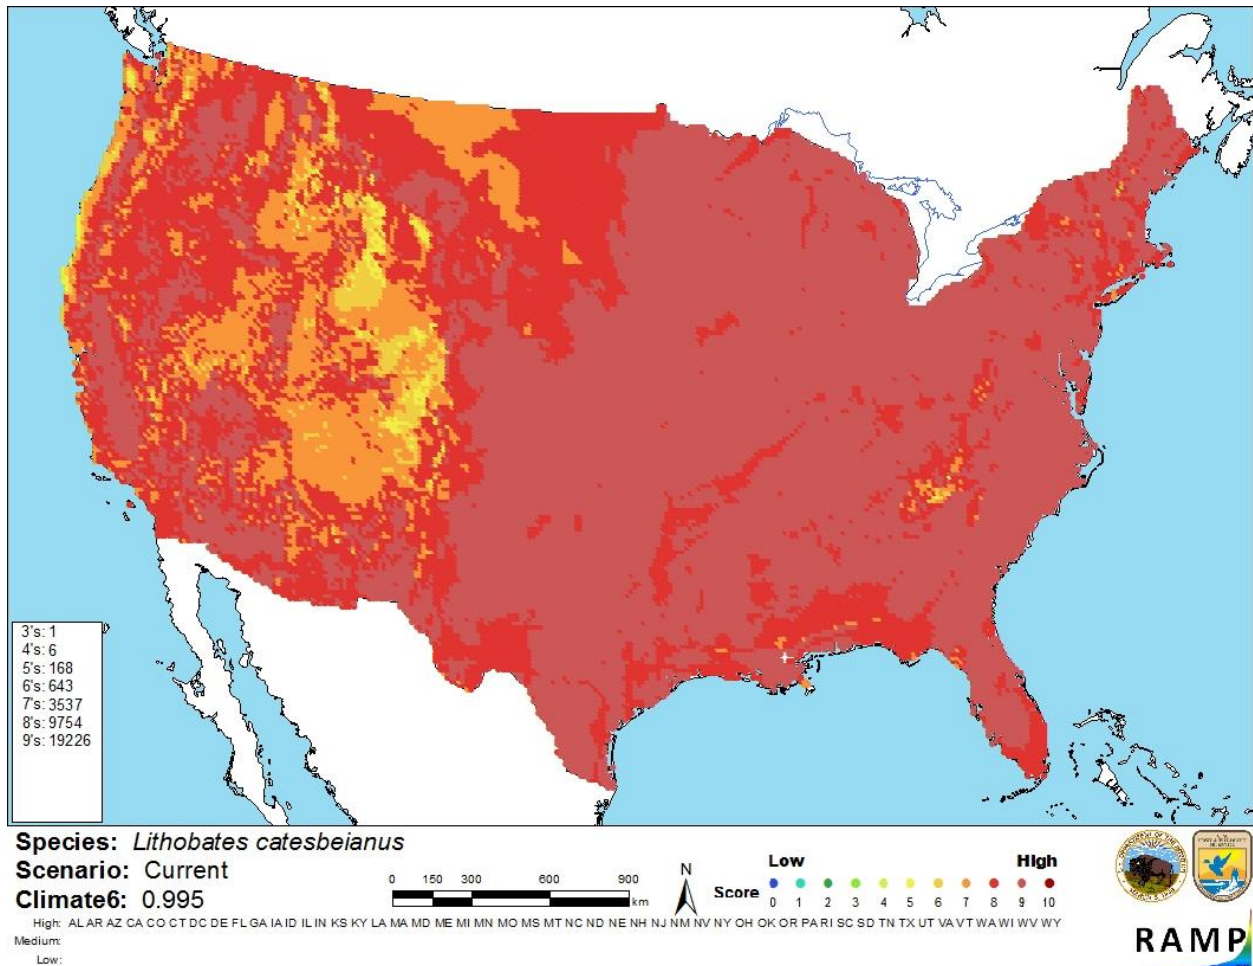 3's: 1
4's: 6
5's: 168
6's: 643
7's: 3537
8's: 9754
9's: 19226
Species: Lithobates catesbeianus
Scenario: Current
Climate6: 0.995
0 150 300 600 900
km
N
Low High
Score
0 1 2 3 4 5 6 7 8 9 10
High: AL AR AZ CA CO CT DC DE FL GA IA ID IL IN KS KY LA MA MD ME MI MN MO MS MT NC ND NE NH NJ NM NV NY OH OK OR PA RI SC SD TN TX UT VA VT WA WI WV WY
Medium:
Low:
RAMP